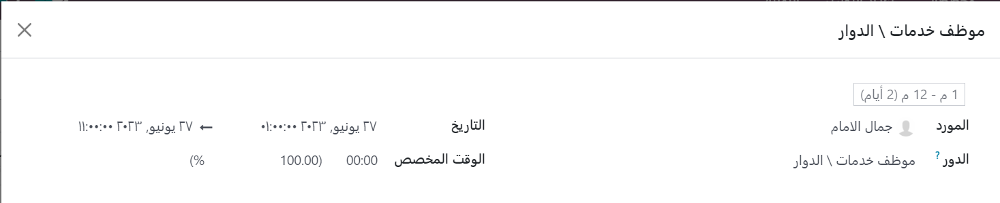 موظف خدمات \ الدوار
1 م - 12 م (2 أيام)
المورد جمال الامام
التاريخ ٢٧ يونيو, ٢٠٢٣ ٠١:٠٠:٠٠ ← ٢٧ يونيو, ٢٠٢٣ ١١:٠٠:٠٠
الدور ? موظف خدمات \ الدوار
الوقت المخصص 00:00 (100.00 %)